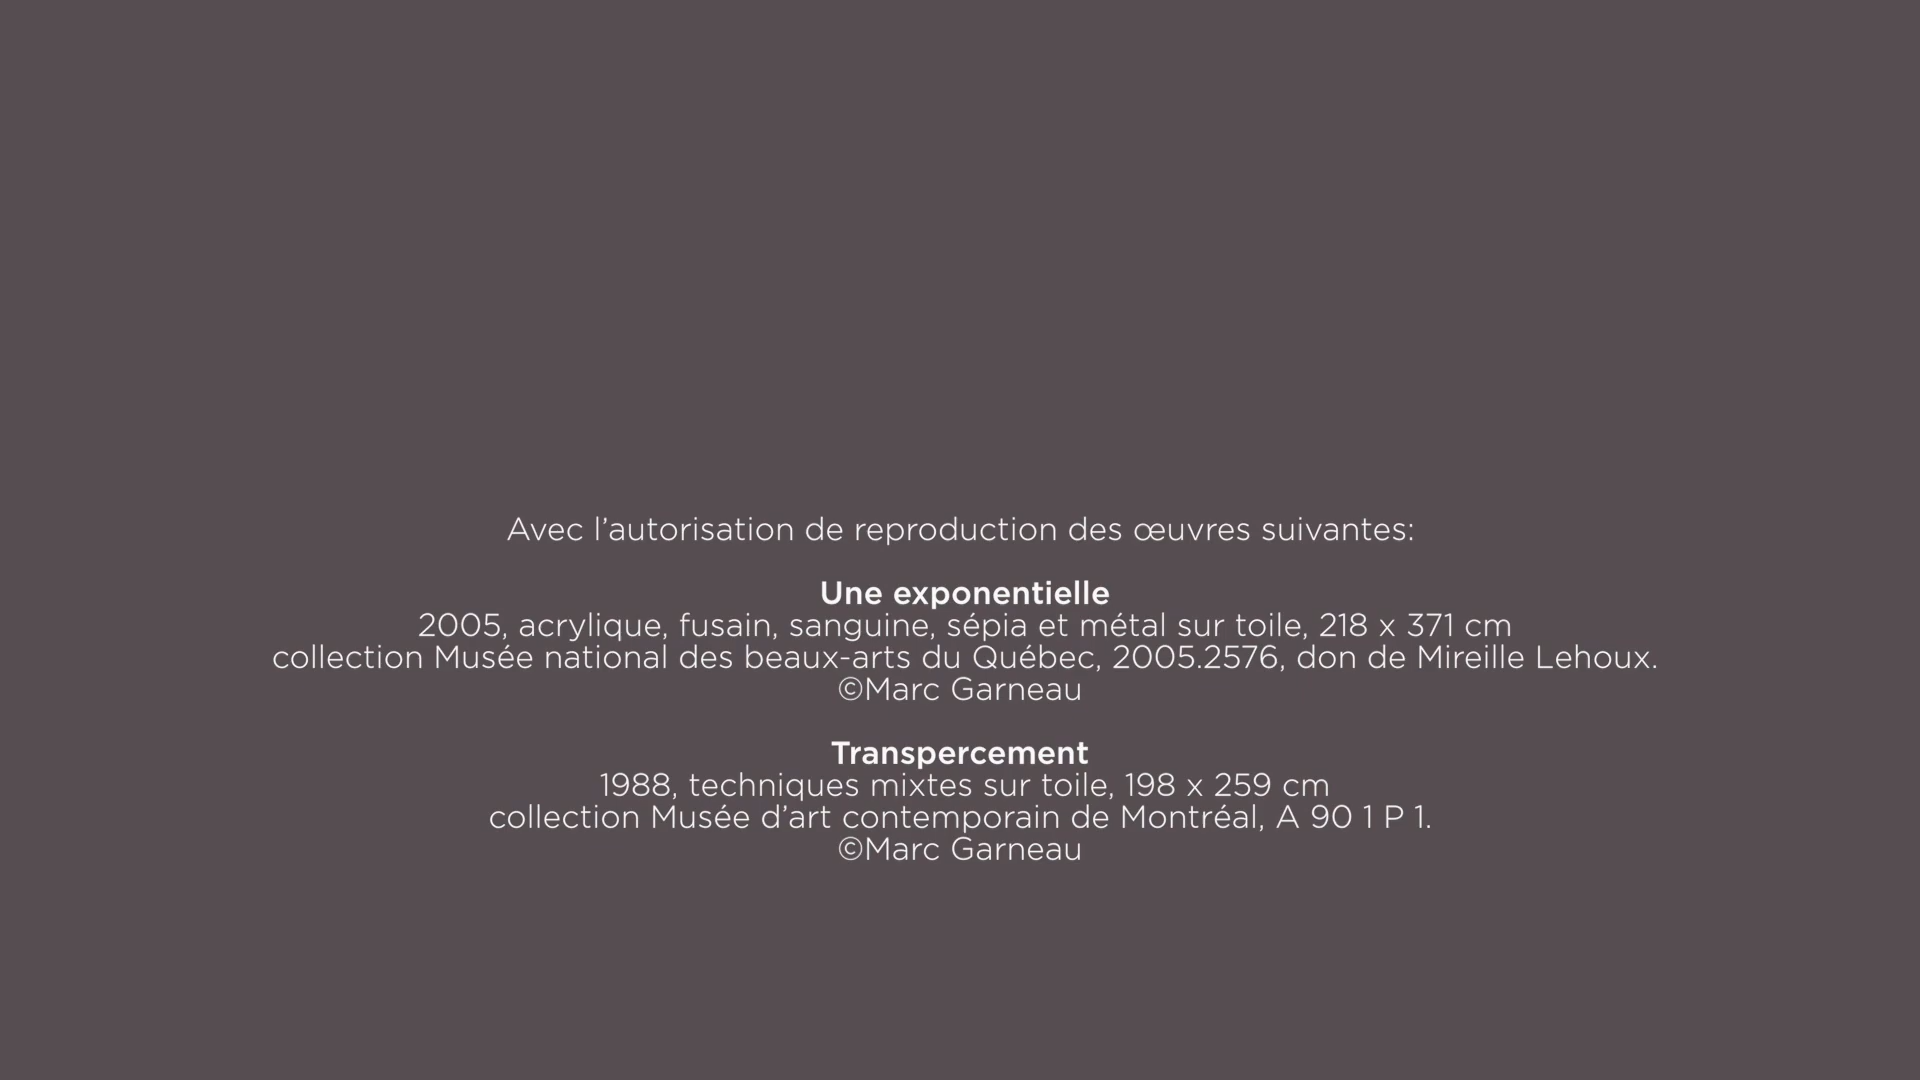 Avec l’autorisation de reproduction des œuvres suivantes:
Une exponentielle
2005, acrylique, fusain, sanguine, sépia et métal sur toile, 218 x 371 cm
collection Musée national des beaux-arts du Québec, 2005.2576, don de Mireille Lehoux.
©Marc Garneau
Transpercement
1988, techniques mixtes sur toile, 198 x 259 cm
collection Musée d’art contemporain de Montréal, A 90 1 P 1.
©Marc Garneau